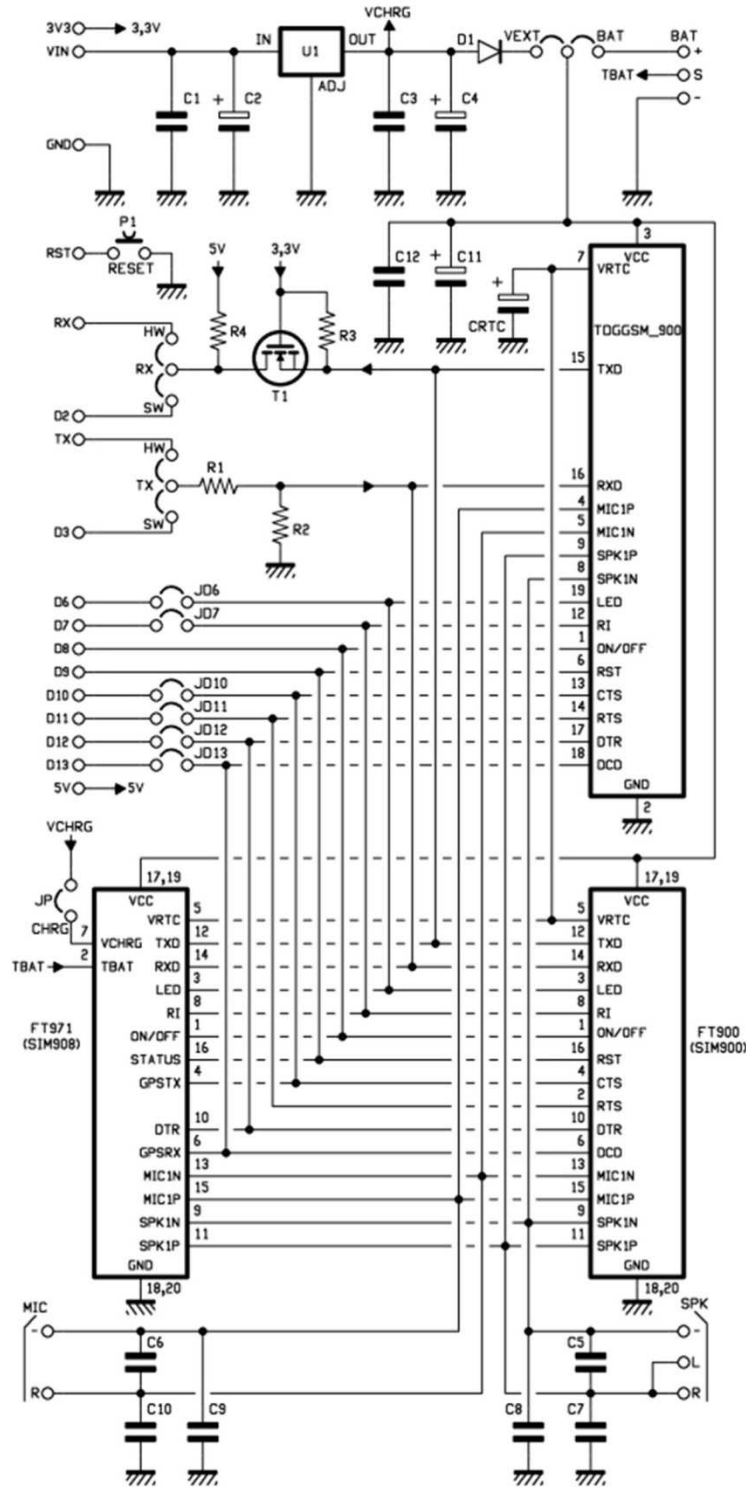 VCHRG
3V3 3,3V
VIN IN U1 OUT D1 VEXT BAT BAT +
ADJ TBAT S
C1 + C2 C3 + C4 -
GND
P1
RST RESET
5V 3,3V
C12 + C11
+ CRTC
3 VCC
7 VRTC
TDGGSM_900
RX HW
R4 R3
RX
T1
15 TXD
SW
D2
TX HW
TX R1
16 RXD
4 MIC1P
SW R2
D3
5 MIC1N
9 SPK1P
8 SPK1N
D6 JD6 19 LED
D7 JD7 12 RI
D8 1 ON/OFF
D9 6 RST
D10 JD10 13 CTS
D11 JD11 14 RTS
D12 JD12 17 DTR
D13 JD13 18 DCD
5V 5V
GND
2
VCHRG
17,19 17,19
VCC VCC
JP
CHRG
7 VCHRG
2 TBAT
TBAT
VRTC 5 5 VRTC
TXD 12 12 TXD
RXD 14 14 RXD
LED 3 3 LED
RI 8 8 RI
FT971
(SIM908)
FT900
(SIM900)
ON/OFF 1 1 ON/OFF
STATUS 16 16 RST
GPSTX 4 4 CTS
2 RTS
DTR 10 10 DTR
GPSRX 6 6 DCD
MIC1N 13 13 MIC1N
MIC1P 15 15 MIC1P
SPK1N 9 9 SPK1N
SPK1P 11 11 SPK1P
GND GND
18,20 18,20
MIC SPK
- C6 C5 -
L
R R
C10 C9 C8 C7